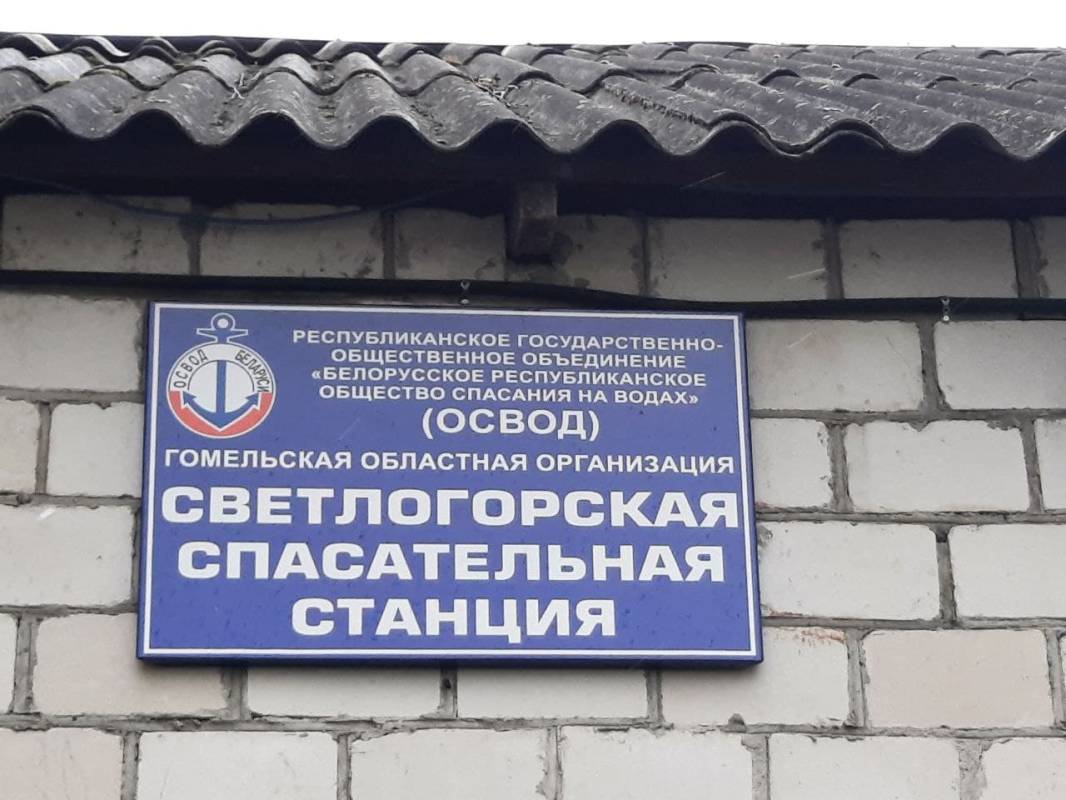 ОСВОД БЕЛАРУСИ
РЕСПУБЛИКАНСКОЕ ГОСУДАРСТВЕННО-
ОБЩЕСТВЕННОЕ ОБЪЕДИНЕНИЕ
«БЕЛОРУССКОЕ РЕСПУБЛИКАНСКОЕ
ОБЩЕСТВО СПАСАНИЯ НА ВОДАХ»
(ОСВОД)
ГОМЕЛЬСКАЯ ОБЛАСТНАЯ ОРГАНИЗАЦИЯ
СВЕТЛОГОРСКАЯ
СПАСАТЕЛЬНАЯ
СТАНЦИЯ